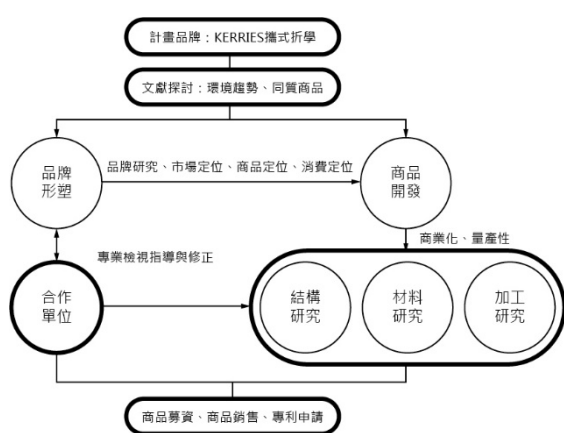 計畫品牌：KERRIES攜式折學
文獻探討：環境趨勢、同質商品
品牌
形塑
品牌研究、市場定位、商品定位、消費定位
商品
開發
商業化、量產性
專業檢視指導與修正
合作
單位
結構
研究
材料
研究
加工
研究
商品募資、商品銷售、專利申請